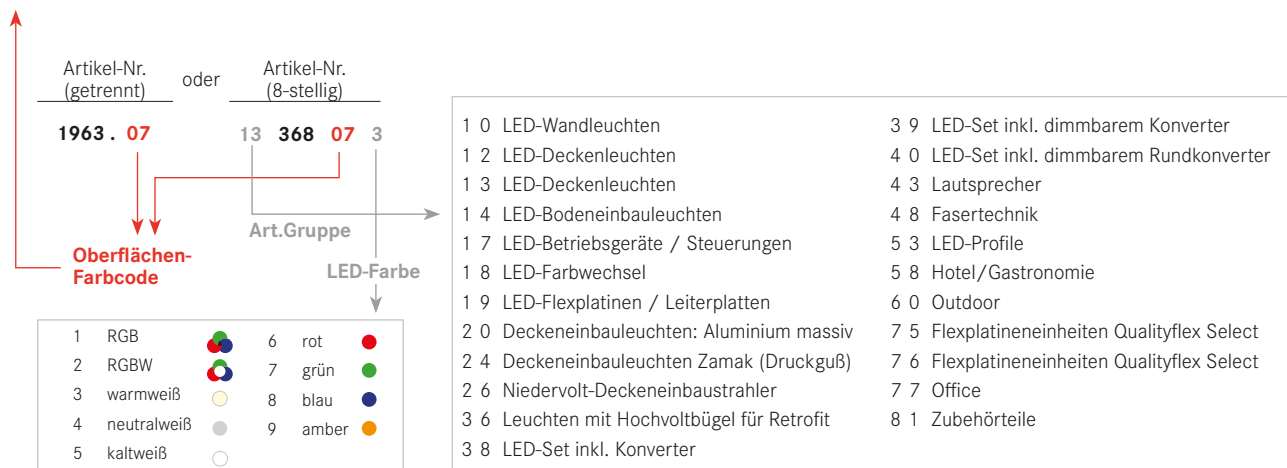 Artikel-Nr.
(getrennt)
oder
Artikel-Nr.
(8-stellig)
1963. 07
13 368 07 3
Art.Gruppe
Oberflächen-
Farbcode
LED-Farbe
1 RGB
2 RGBW
3 warmweiß
4 neutralweiß
5 kaltweiß
6 rot
7 grün
8 blau
9 amber
1 0 LED-Wandleuchten
1 2 LED-Deckenleuchten
1 3 LED-Deckenleuchten
1 4 LED-Bodeneinbauleuchten
1 7 LED-Betriebsgeräte / Steuerungen
1 8 LED-Farbwechsel
1 9 LED-Flexplatinen / Leiterplatten
2 0 Deckeneinbauleuchten: Aluminium massiv
2 4 Deckeneinbauleuchten Zamak (Druckguß)
2 6 Niedervolt-Deckeneinbaustrahler
3 6 Leuchten mit Hochvoltbügel für Retrofit
3 8 LED-Set inkl. Konverter
3 9 LED-Set inkl. dimmbarem Konverter
4 0 LED-Set inkl. dimmbarem Rundkonverter
4 3 Lautsprecher
4 8 Fasertechnik
5 3 LED-Profile
5 8 Hotel/Gastronomie
6 0 Outdoor
7 5 Flexplatineneinheiten Qualityflex Select
7 6 Flexplatineneinheiten Qualityflex Select
7 7 Office
8 1 Zubehörteile